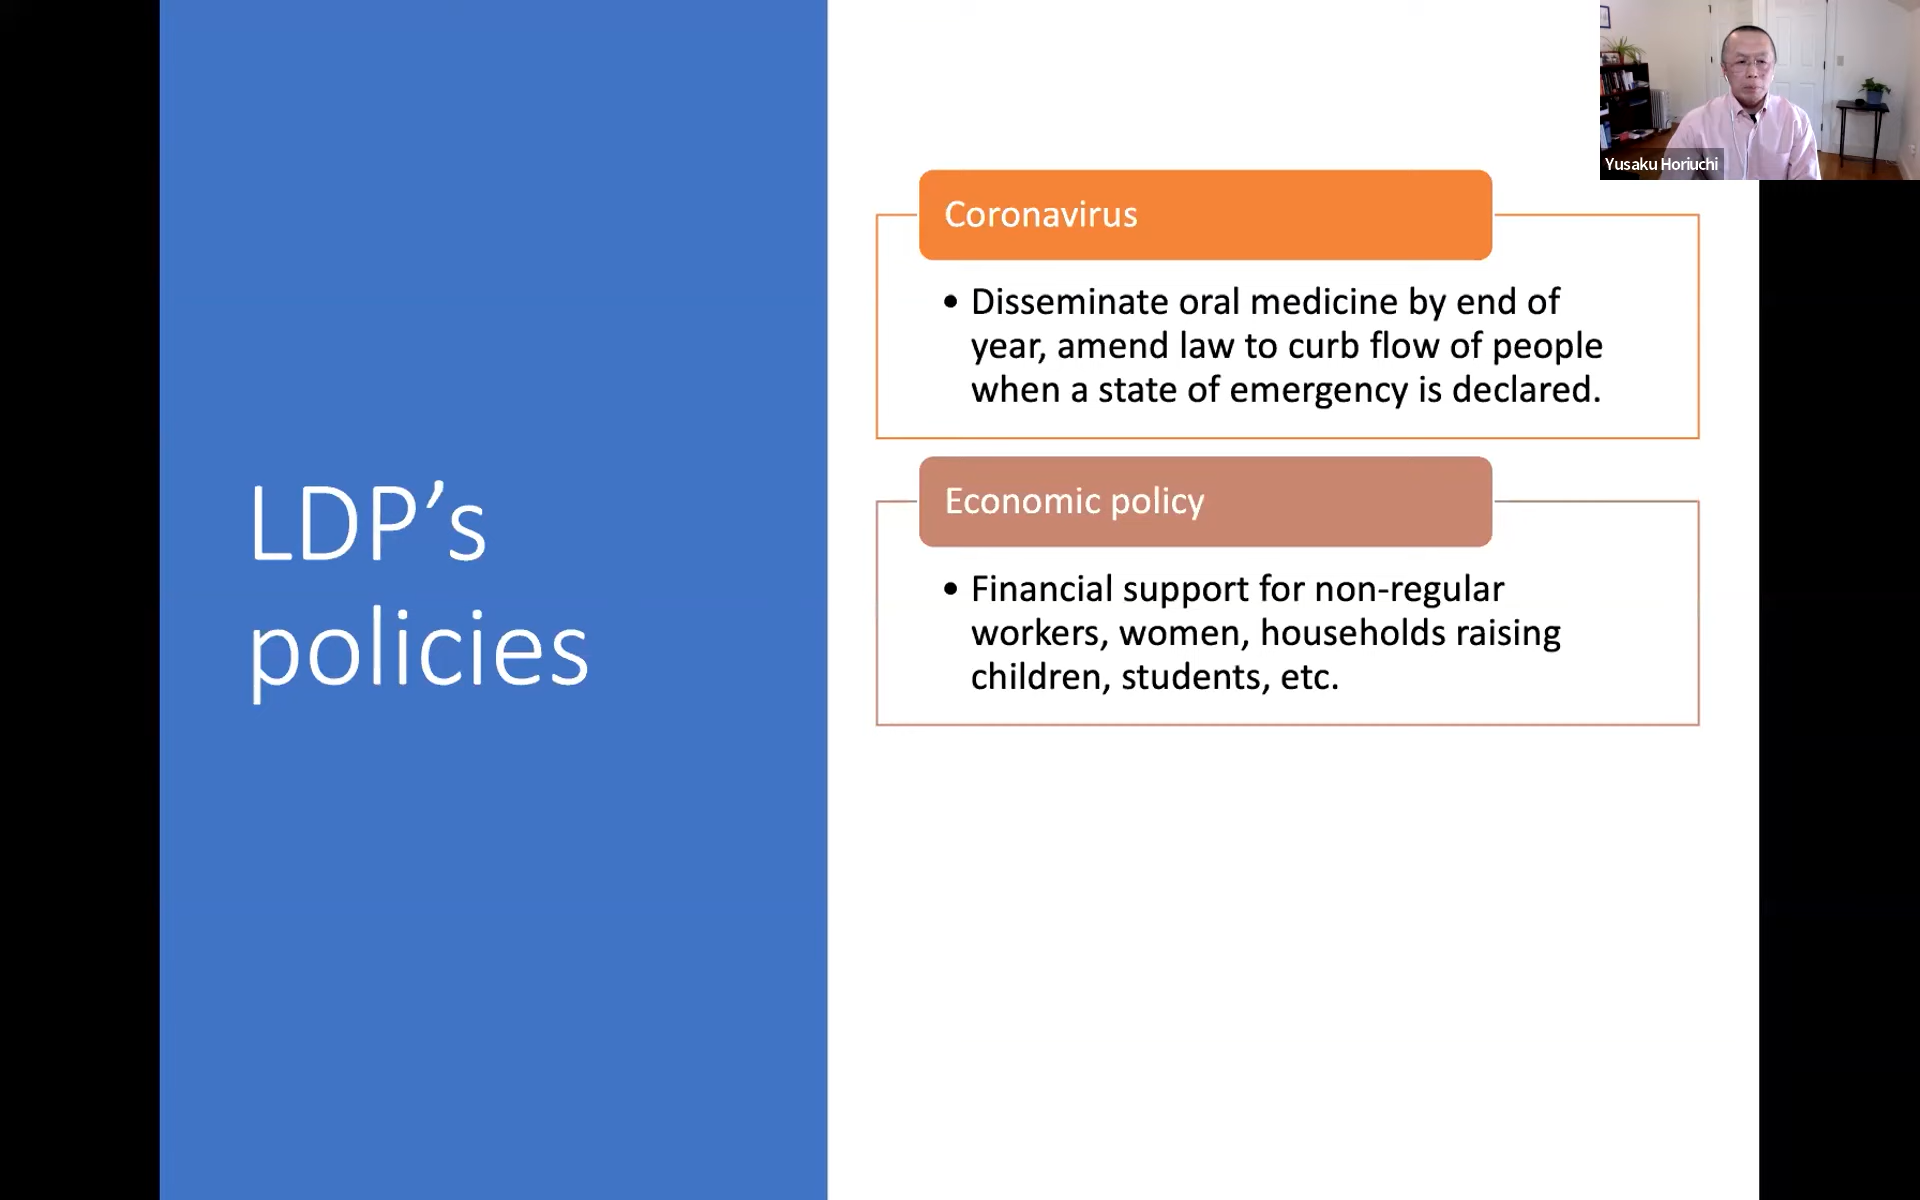 Yusaku Horiuchi
LDP’s
policies
Coronavirus
• Disseminate oral medicine by end of
year, amend law to curb flow of people
when a state of emergency is declared.
Economic policy
• Financial support for non-regular
workers, women, households raising
children, students, etc.